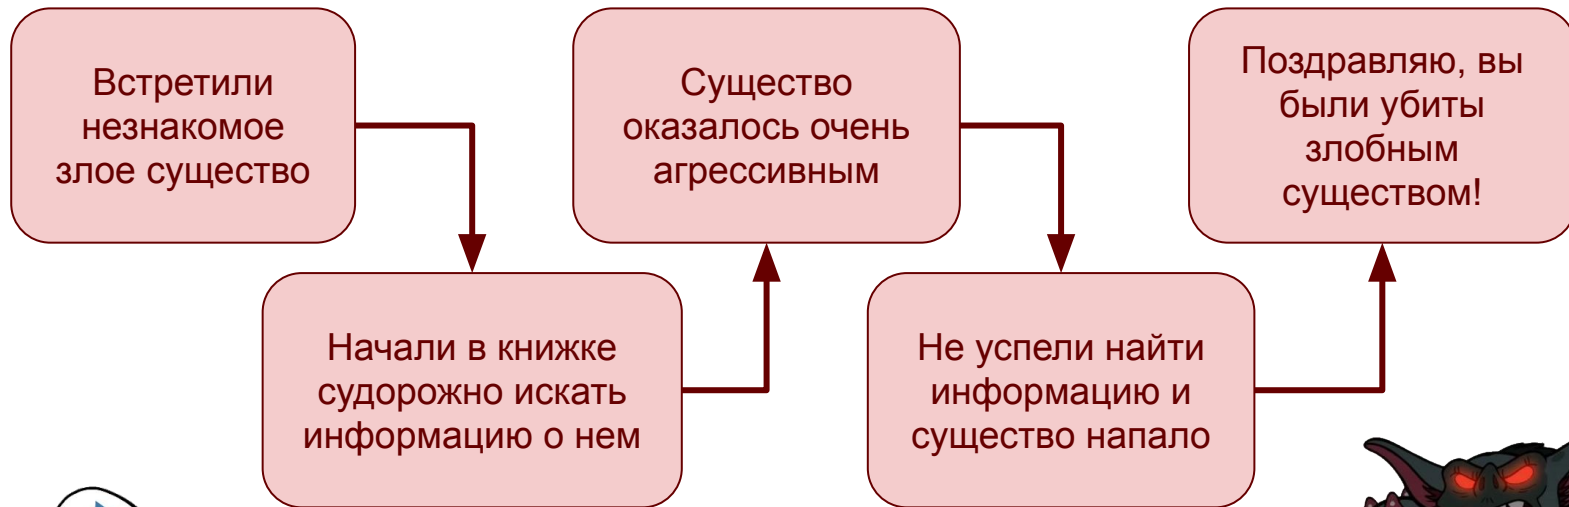 Встретили
незнакомое
злое существо
Начали в книжке
судорожно искать
информацию о нем
Существо
оказалось очень
агрессивным
Не успели найти
информацию и
существо напало
Поздравляю, вы
были убиты
злобным
существом!